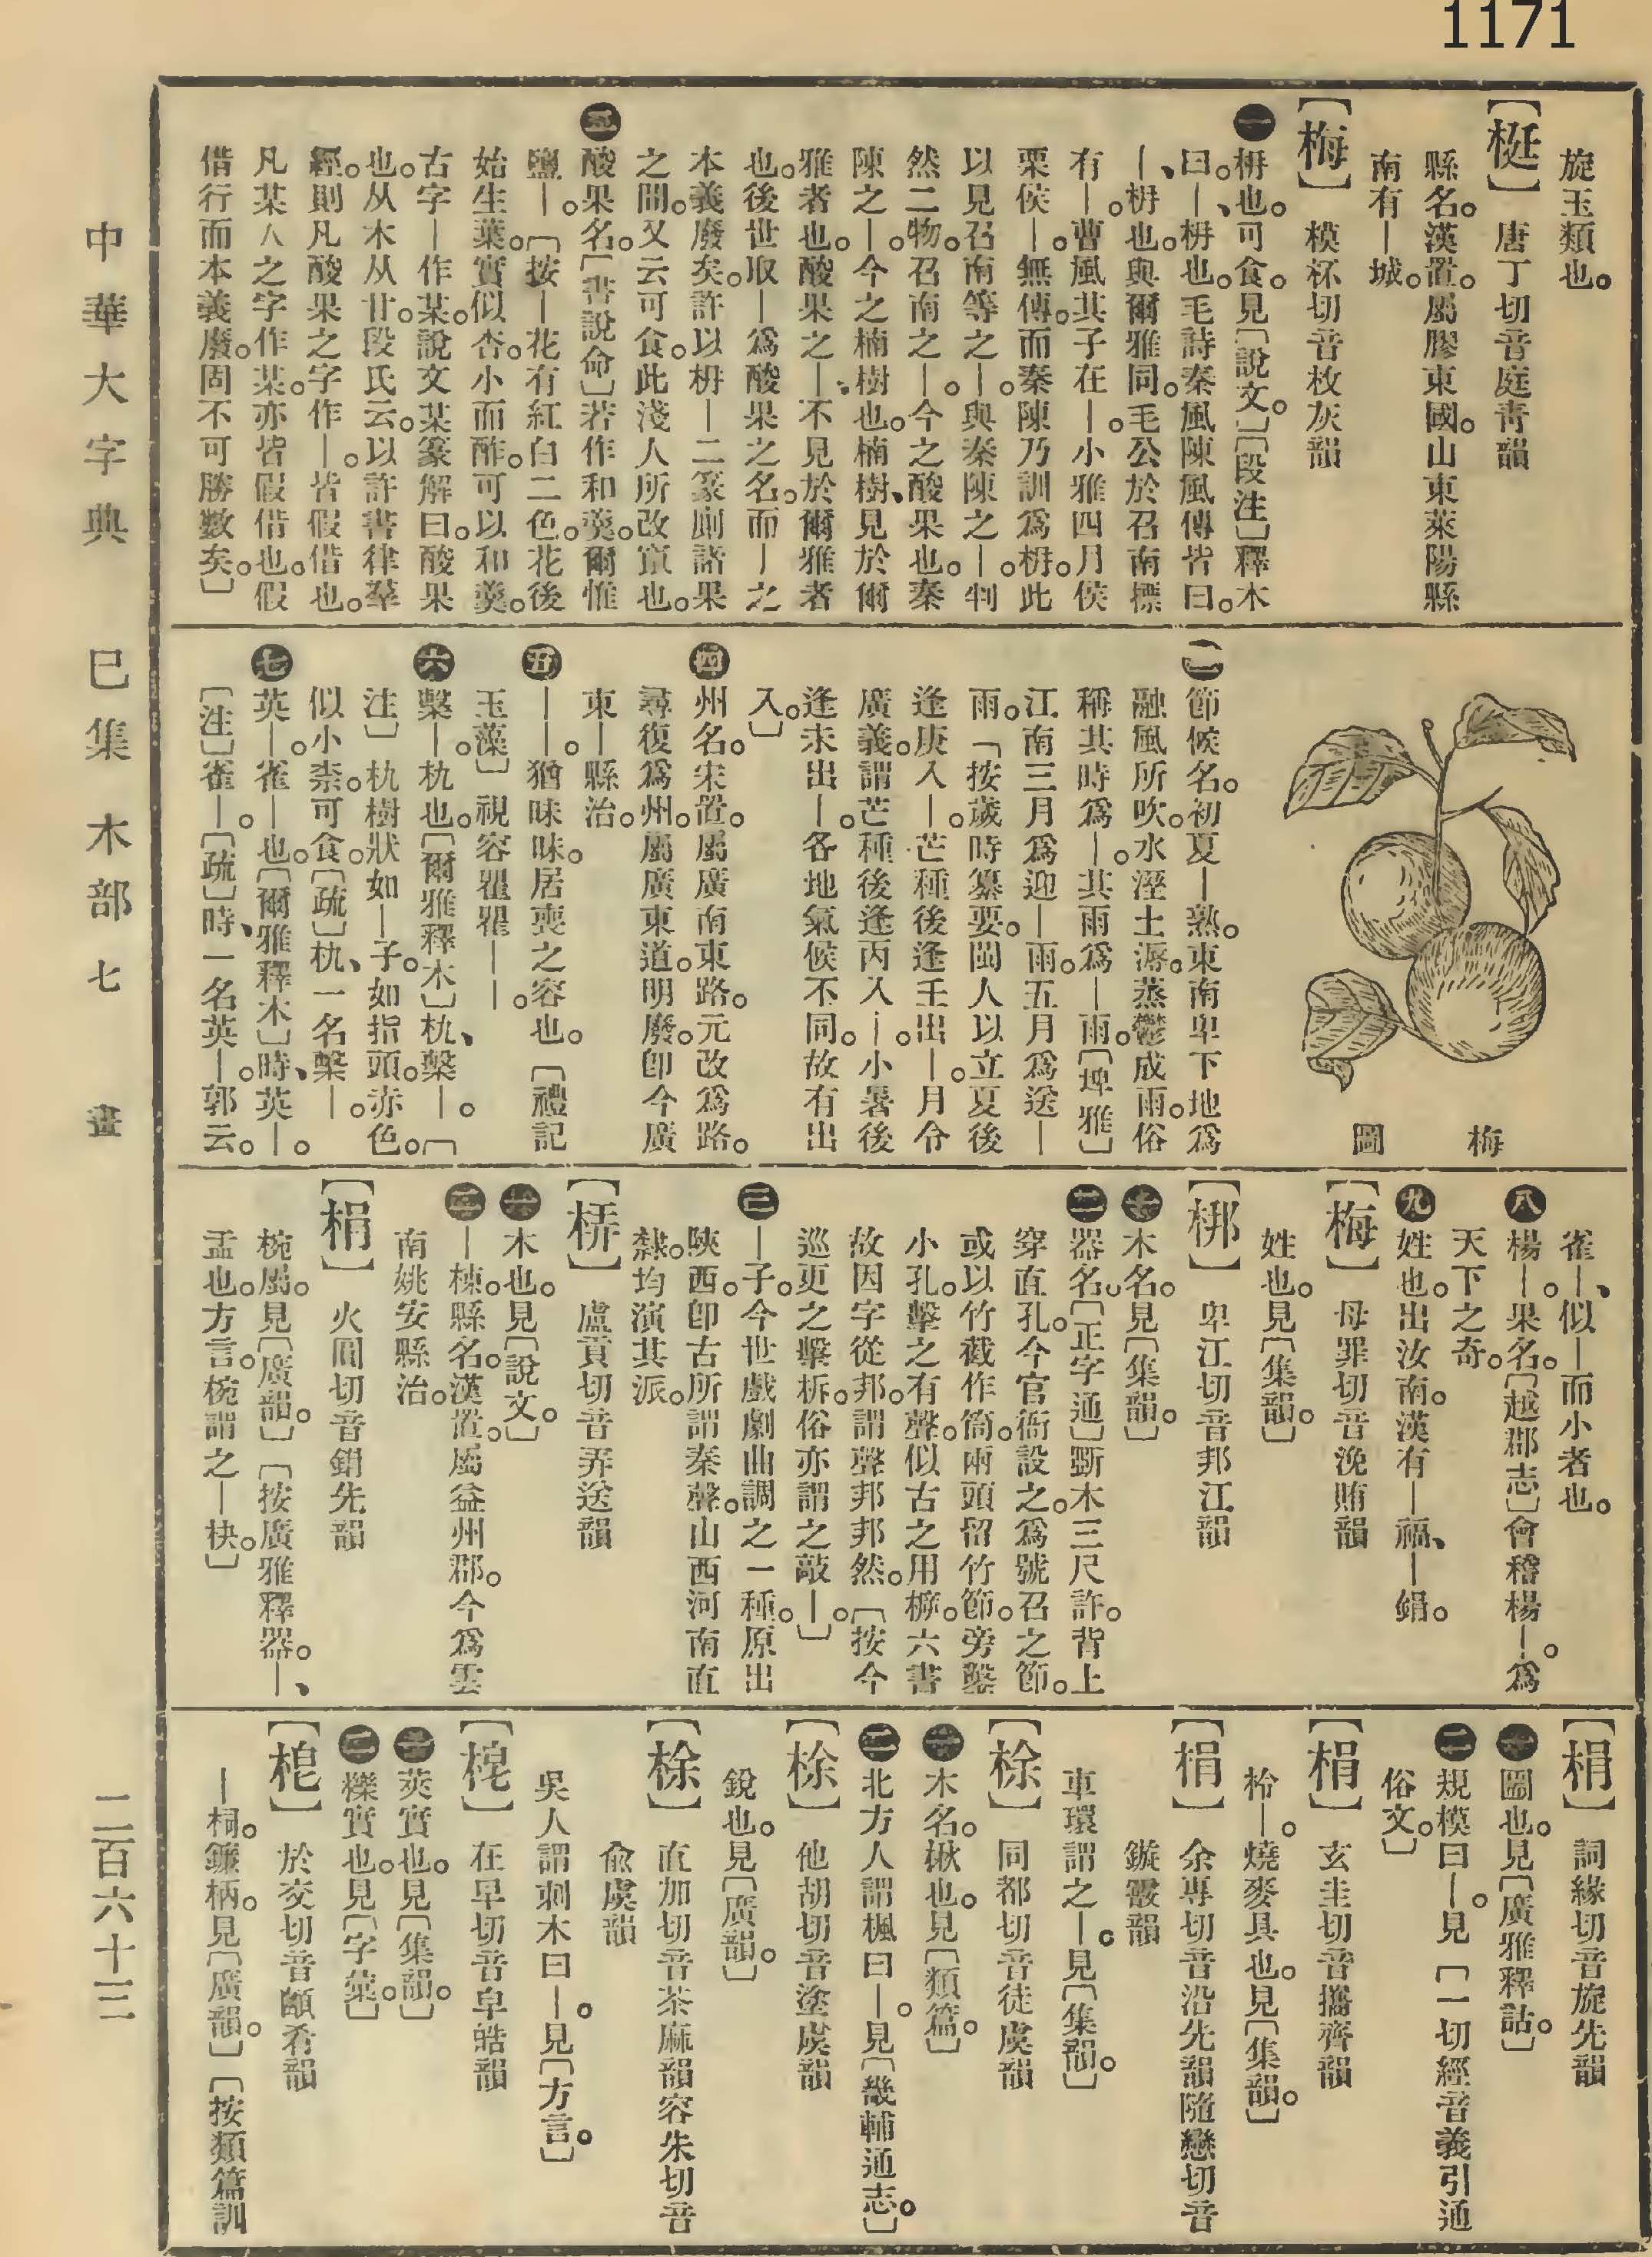 1171
旋玉類也。
【梃】唐丁切音庭靑韻
縣名。漢置。屬膠東國。山東萊陽縣
南有—城。
【梅】模杯切音枚灰韻
㊀枏也。可食。見〔說文。〕〔段注〕釋木
曰。—、枏也。毛詩秦風陳風傳皆曰。
—、枏也。與爾雅同。毛公於召南摽
有—。曹風其子在—。小雅四月侯
栗侯—。無傳。而秦陳乃訓爲枏。此
以見召南等之—。與秦陳之—判
然二物。召南之—。今之酸果也。秦
陳之—。今之楠樹也。楠樹、見於爾
雅者也。酸果之—。不見於爾雅者
也。後世取—爲酸果之名。而—之
本義廢矣。許以枏—二篆廁諸果
之間。又云可食。此淺人所改竄也。
㊂酸果名。〔書說命〕若作和羹。爾惟
鹽—。〔按—花有紅白二色。花後
始生葉。實似杏。小而酢。可以和羹。
古字—作某。說文某篆解曰。酸果
也。从木从甘。段氏云。以許書律羣
經。則凡酸果之字作—。皆假借也。
凡某人之字作某。亦皆假借也。假
借行而本義廢。固不可勝數矣。〕
梅 圖
㊁節候名。初夏—熟。東南卑下地爲
融風所吹。水溼土溽。蒸鬱成雨。俗
稱其時爲—。其雨爲—雨。〔埤雅〕
江南三月爲迎—雨。五月爲送—
雨。「按歲時纂要。閩人以立夏後
逢庚入—。芒種後逢壬出—。月令
廣義。謂芒種後逢丙入—。小暑後
逢未出—。各地氣候不同。故有出
入。〕
㊃州名。宋置。屬廣南東路。元改爲路。
尋復爲州。屬廣東道。明廢。卽今廣
東—縣治。
㊄——。猶昧昧。居喪之容也。〔禮記
玉藻〕視容瞿瞿——。
㊅檕—。朹也。〔爾雅釋木〕朹、檕—。〔
注〕朹樹狀如—子。如指頭。赤色。
似小柰。可食。〔疏〕朹、一名檕—。
㊆英—。雀—也。〔爾雅釋木〕時、英—。
〔注〕雀—。〔疏〕時、一名英—。郭云。
雀—、似—而小者也。
㊇楊—。果名。〔越郡志〕會稽楊—。爲
天下之奇。
㊈姓也。出汝南。漢有—福、—鋗。
【梅】母罪切音浼賄韻
姓也。見〔集韻。〕
【梆】卑江切音邦江韻
㊀木名。見〔集韻。〕
㊁器名。〔正字通〕斲木三尺許。背上
穿直孔。今官衙設之。爲號召之節。
或以竹截作筩。兩頭留竹節。旁鑿
小孔。擊之有聲。似古之用𣝛。六書
故因字從邦。謂聲邦邦然。〔按今
巡更之擊柝。俗亦謂之敲—。〕
㊂—子。今世戲劇曲調之一種。原出
陝西。卽古所謂秦聲。山西河南直
隸。均演其派。
【梇】盧貢切音弄送韻
㊀木也。見〔說文。〕
㊁—棟。縣名。漢置。屬益州郡。今爲雲
南姚安縣治。
【梋】火圓切音鋗先韻
椀屬。見〔廣韻。〕〔按廣雅釋器。—、
盂也。方言。椀謂之—柍。〕
【梋】詞緣切音旋先韻
㊀圜也。見〔廣雅釋詁。〕
㊁規模曰—。見〔一切經音義引通
俗文。〕
【梋】玄圭切音攜齊韻
柃—。燒麥具也。見〔集韻。〕
【梋】余專切音沿先韻隨戀切音
鏇霰韻
車環謂之—。見〔集韻。〕
【梌】同都切音徒虞韻
㊀木名。楸也。見〔類篇。〕
㊁北方人謂楓曰—。見〔畿輔通志。〕
【梌】他胡切音塗虞韻
銳也。見〔廣韻。〕
【梌】直加切音茶麻韻容朱切音
兪虞韻
吳人謂刺木曰—。見〔方言。〕
【梍】在早切音皁皓韻
㊀莢實也。見〔集韻。〕
㊁櫟實也。見〔字彙。〕
【梎】於交切音䫜肴韻
—、柌。鎌柄。見〔廣韻。〕〔按類篇訓
中華大字典 巳集 木部 七畫
二百六十三